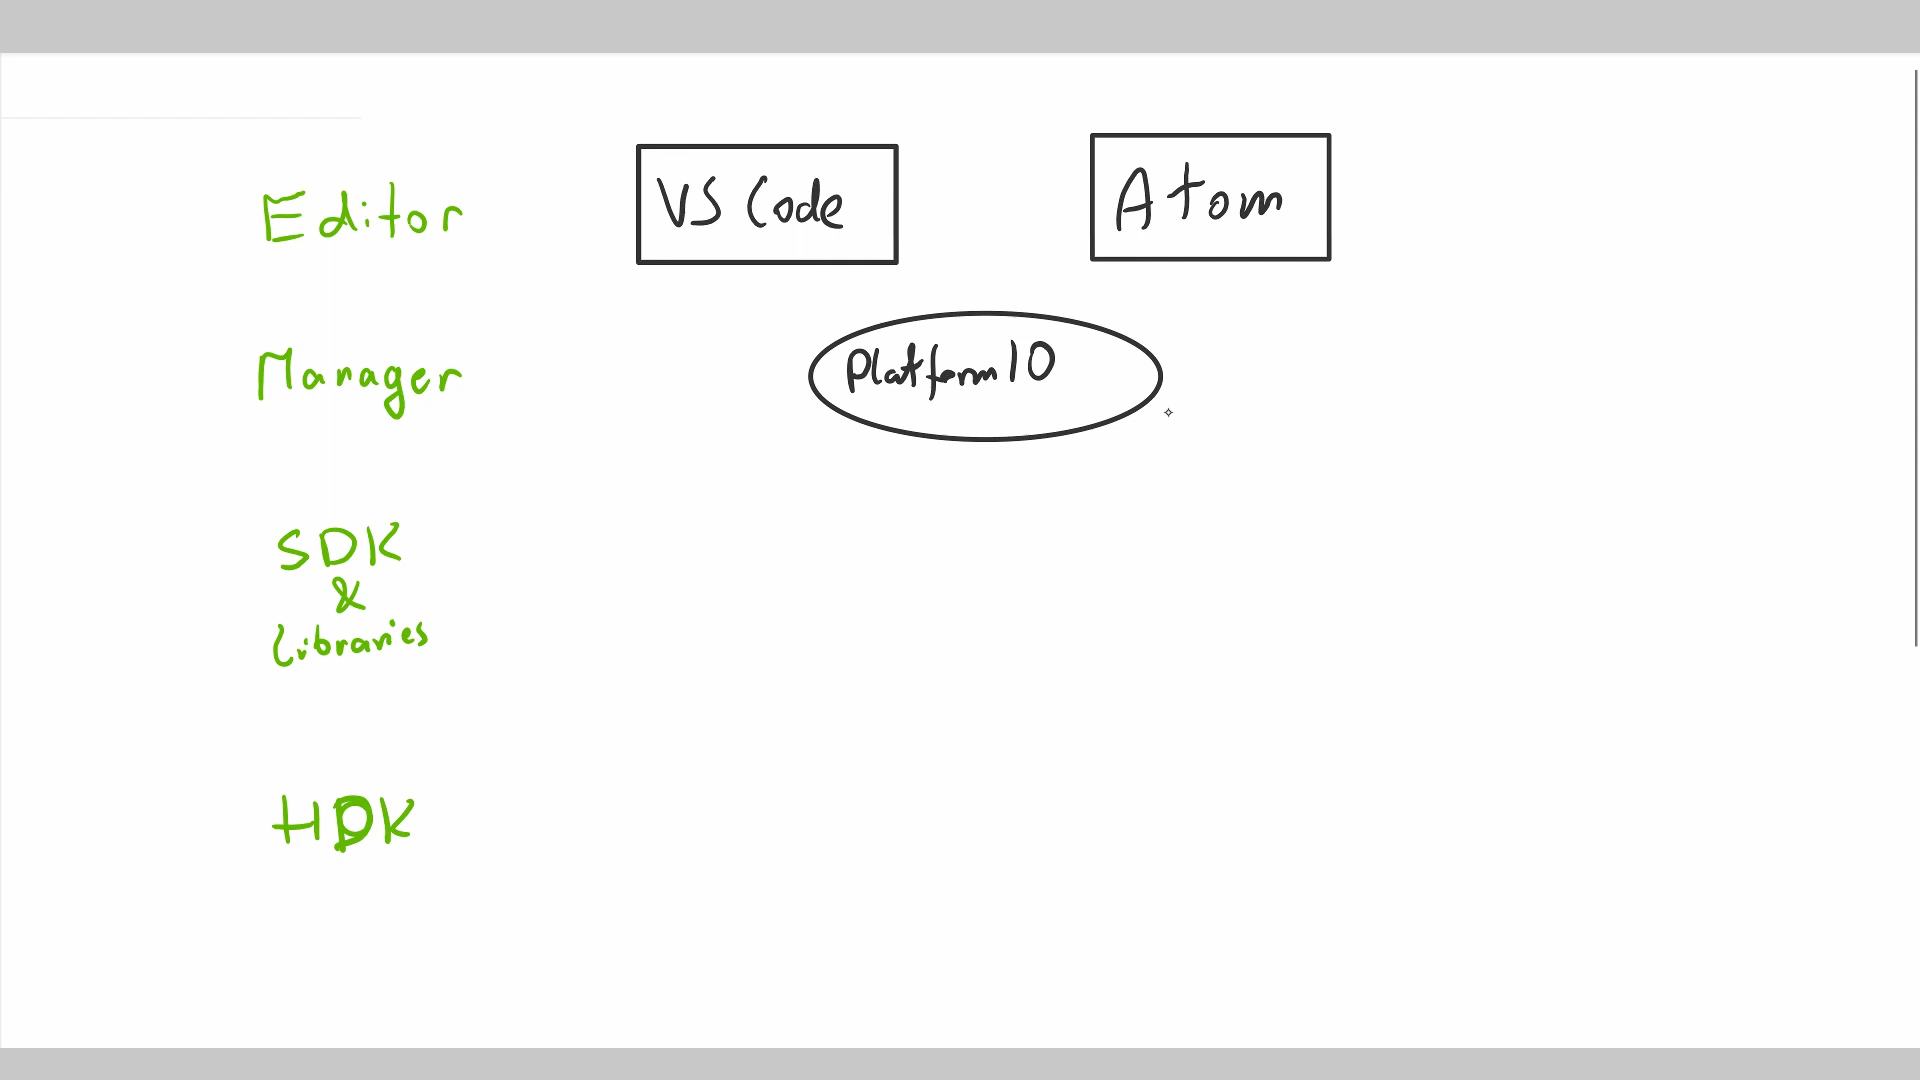 Editor VS Code Atom
Manager PlatformIO
SDK
&
Libraries
HDK